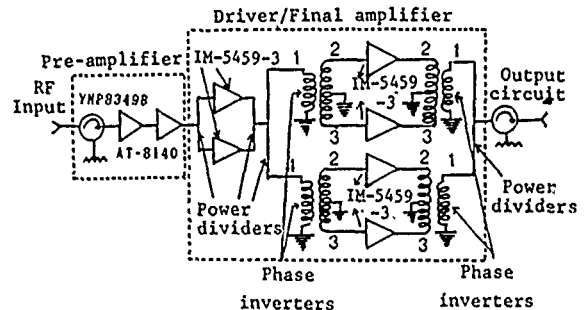 Driver/Final amplifier
Pre-amplifier
IM-5459-3
RF
Input
YMP8349B
AT-8140
1
2
IM-5459
-3
2
1
Output
circuit
3
3
1
2
IM-5459
-3.
2
1
3
3
Power
dividers
Power
dividers
Phase
inverters
Phase
inverters